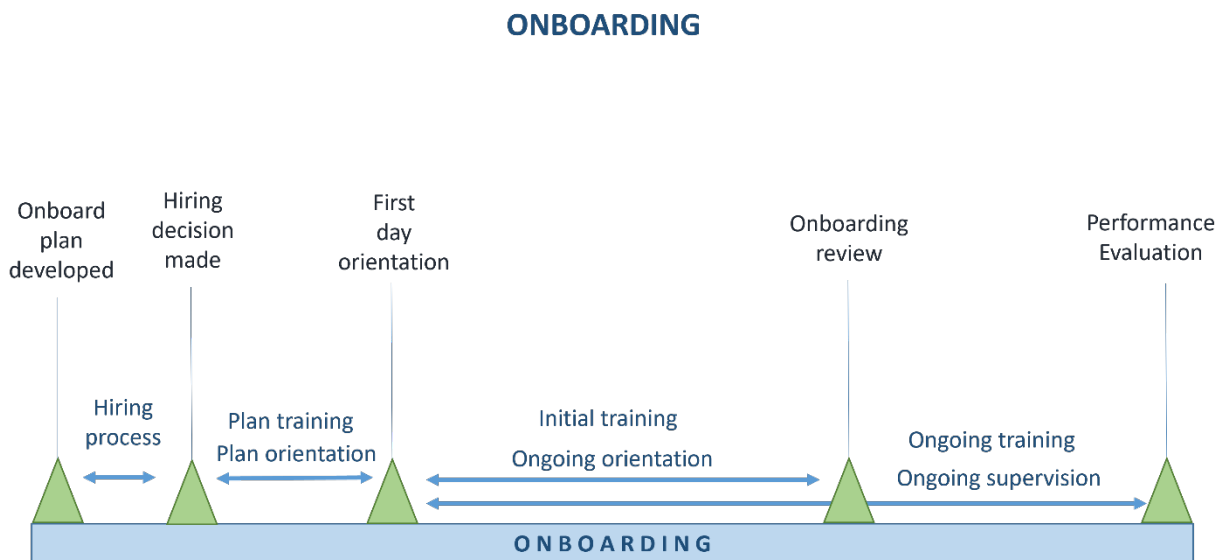 ONBOARDING
Onboard
plan
developed
Hiring
decision
made
First
day
orientation
Onboarding
review
Performance
Evaluation
Hiring
process
Plan training
Plan orientation
Initial training
Ongoing orientation
Ongoing training
Ongoing supervision
ONBOARDING